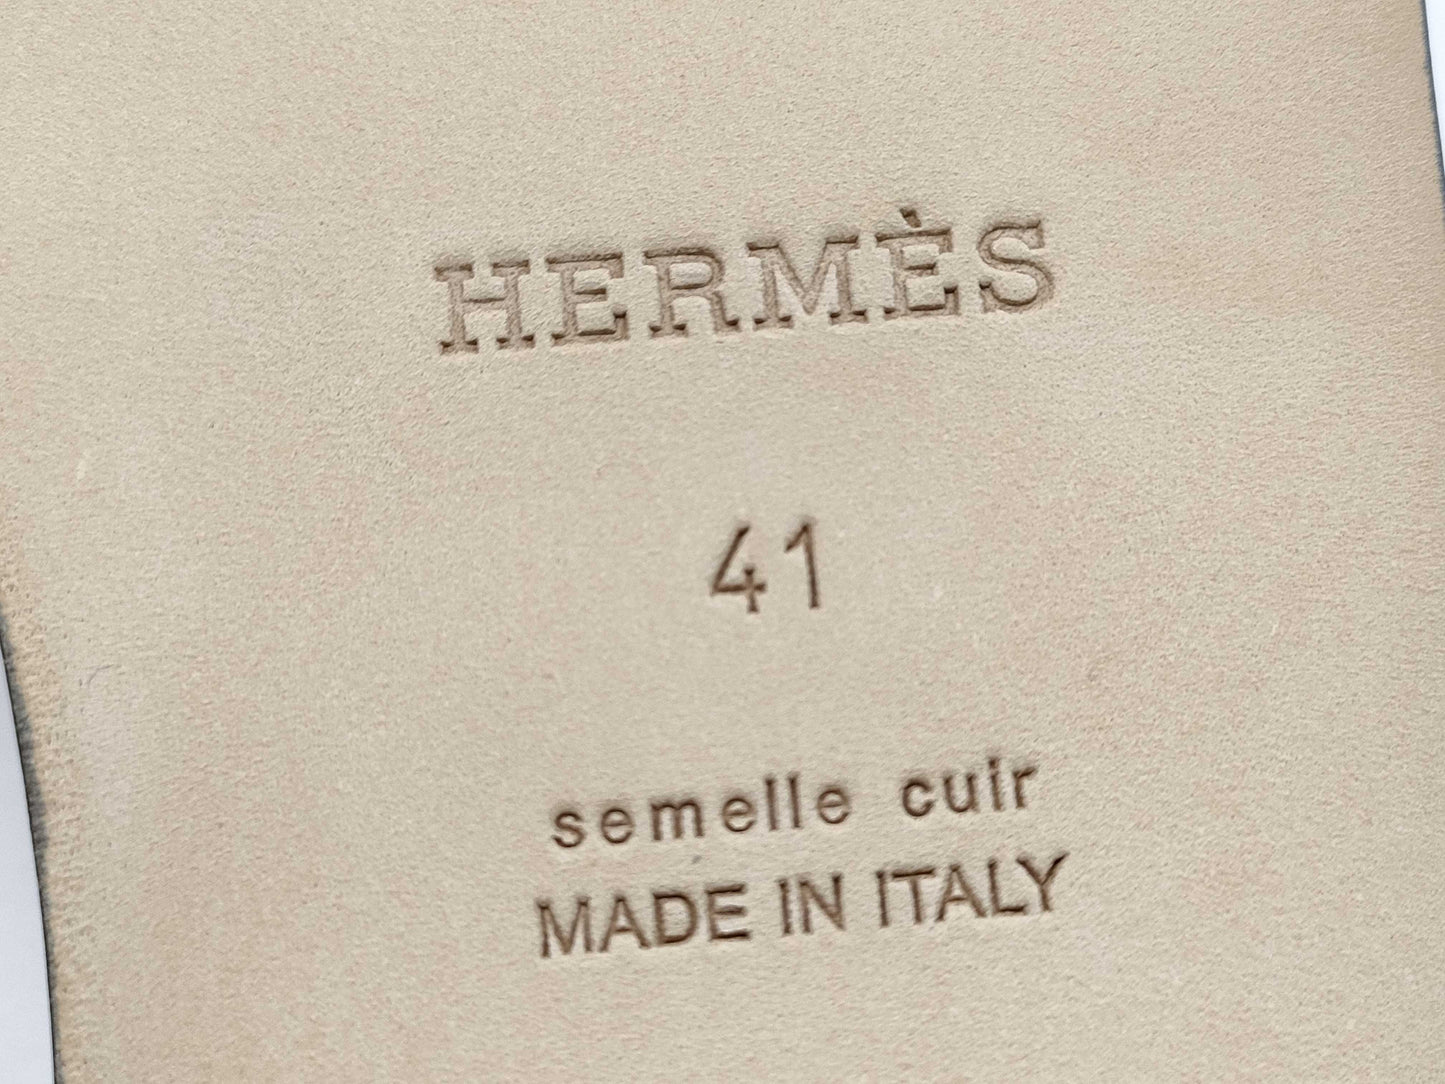 HERMÈS
41
semelle cuir
MADE IN ITALY